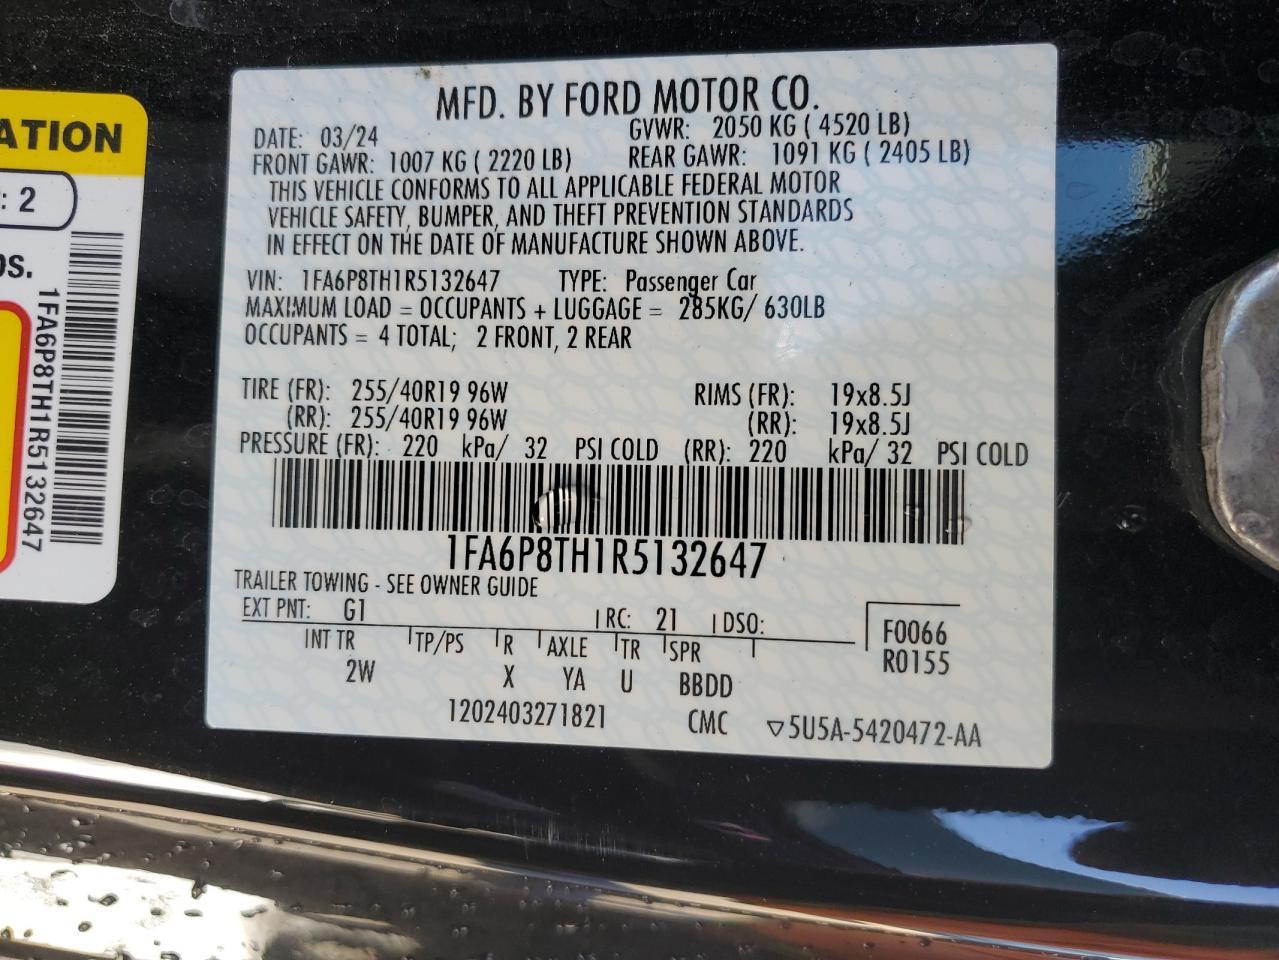 ATION
: 2
OS.
1FA6P8TH1R5132647
MFD. BY FORD MOTOR CO.
DATE: 03/24 GVWR: 2050 KG ( 4520 LB)
FRONT GAWR: 1007 KG ( 2220 LB) REAR GAWR: 1091 KG ( 2405 LB)
THIS VEHICLE CONFORMS TO ALL APPLICABLE FEDERAL MOTOR
VEHICLE SAFETY, BUMPER, AND THEFT PREVENTION STANDARDS
IN EFFECT ON THE DATE OF MANUFACTURE SHOWN ABOVE.
VIN: 1FA6P8TH1R5132647 TYPE: Passenger Car
MAXIMUM LOAD = OCCUPANTS + LUGGAGE = 285KG/ 630LB
OCCUPANTS = 4 TOTAL; 2 FRONT, 2 REAR
TIRE (FR): 255/40R19 96W RIMS (FR): 19x8.5J
(RR): 255/40R19 96W (RR): 19x8.5J
PRESSURE (FR): 220 kPa/ 32 PSI COLD (RR): 220 kPa/ 32 PSI COLD
1FA6P8TH1R5132647
TRAILER TOWING - SEE OWNER GUIDE
EXT PNT: G1 RC: 21 DSO: F0066
INT TR TP/PS R AXLE TR SPR R0155
2W X YA U BBDD
1202403271821 CMC ▽5U5A-5420472-AA